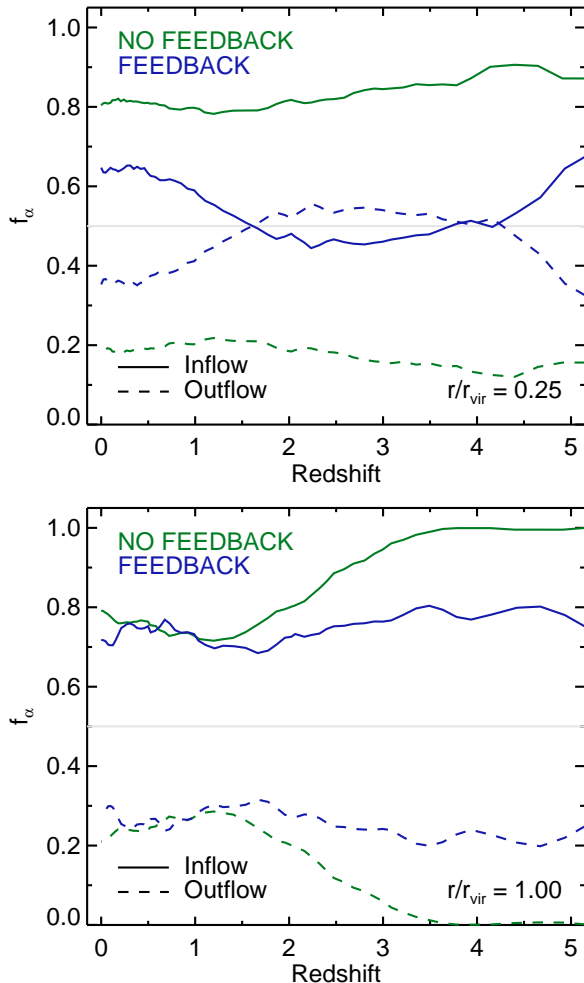 1.0
NO FEEDBACK
FEEDBACK
0.8
0.6
fα
0.4
0.2
Inflow
Outflow
r/rvir = 0.25
0.0
0 1 2 3 4 5
Redshift
1.0
NO FEEDBACK
FEEDBACK
0.8
0.6
fα
0.4
0.2
Inflow
Outflow
r/rvir = 1.00
0.0
0 1 2 3 4 5
Redshift